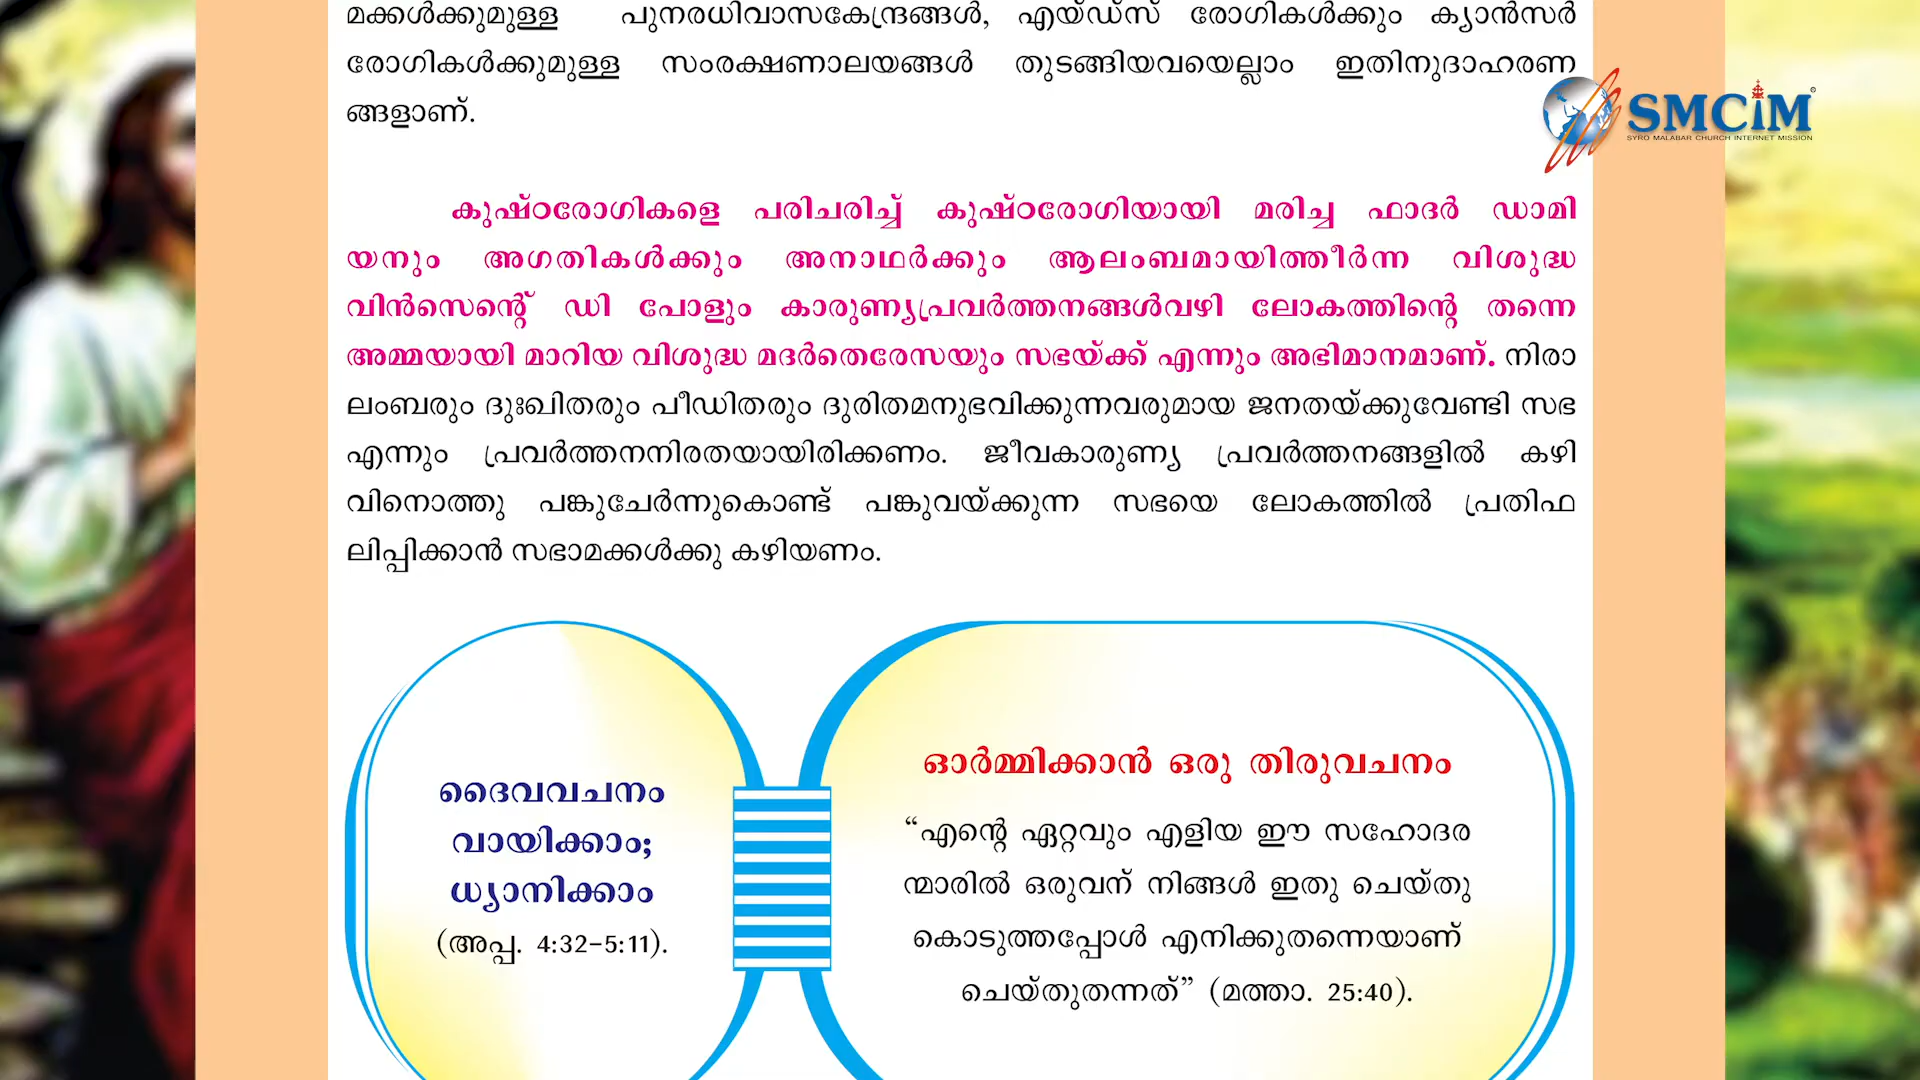 മക്കൾക്കുമുള്ള പുനരധിവാസകേന്ദ്രങ്ങൾ, എയ്ഡ്സ് രോഗികൾക്കും ക്യാൻസർ
രോഗികൾക്കുമുള്ള സംരക്ഷണാലയങ്ങൾ തുടങ്ങിയവയെല്ലാം ഇതിനുദാഹരണ
ങ്ങളാണ്.
SMCIM
SYRO MALABAR CHURCH INTERNET MISSION
കുഷ്ഠരോഗികളെ പരിചരിച്ച് കുഷ്ഠരോഗിയായി മരിച്ച ഫാദർ ഡാമി
യനും അഗതികൾക്കും അനാഥർക്കും ആലംബമായിത്തീർന്ന വിശുദ്ധ
വിൻസെന്റ് ഡി പോളും കാരുണ്യപ്രവർത്തനങ്ങൾവഴി ലോകത്തിന്റെ തന്നെ
അമ്മയായി മാറിയ വിശുദ്ധ മദർതെരേസയും സഭയ്ക്ക് എന്നും അഭിമാനമാണ്. നിരാ
ലംബരും ദുഃഖിതരും പീഡിതരും ദുരിതമനുഭവിക്കുന്നവരുമായ ജനതയ്ക്കുവേണ്ടി സഭ
എന്നും പ്രവർത്തനനിരതയായിരിക്കണം. ജീവകാരുണ്യ പ്രവർത്തനങ്ങളിൽ കഴി
വിനൊത്തു പങ്കുചേർന്നുകൊണ്ട് പങ്കുവയ്ക്കുന്ന സഭയെ ലോകത്തിൽ പ്രതിഫ
ലിപ്പിക്കാൻ സഭാമക്കൾക്കു കഴിയണം.
ദൈവവചനം
വായിക്കാം;
ധ്യാനിക്കാം
(അപ്പ. 4:32-5:11).
ഓർമ്മിക്കാൻ ഒരു തിരുവചനം
“എന്റെ ഏറ്റവും എളിയ ഈ സഹോദര
ന്മാരിൽ ഒരുവന് നിങ്ങൾ ഇതു ചെയ്തു
കൊടുത്തപ്പോൾ എനിക്കുതന്നെയാണ്
ചെയ്തുതന്നത്” (മത്താ. 25:40).